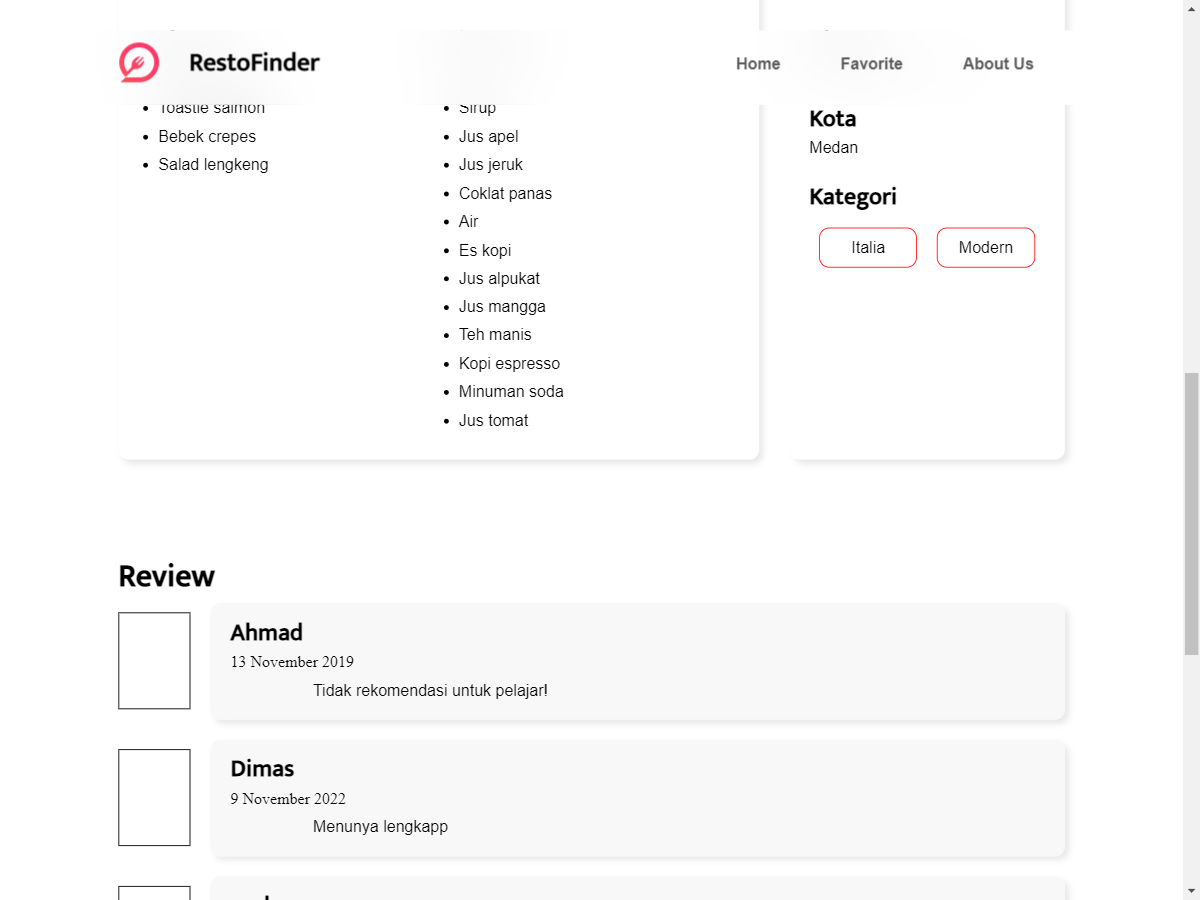 RestoFinder
Home
Favorite
About Us
Toastie salmon
Bebek crepes
Salad lengkeng
Sirup
Jus apel
Jus jeruk
Coklat panas
Air
Es kopi
Jus alpukat
Jus mangga
Teh manis
Kopi espresso
Minuman soda
Jus tomat
Kota
Medan
Kategori
Italia
Modern
Review
Ahmad
13 November 2019
Tidak rekomendasi untuk pelajar!
Dimas
9 November 2022
Menunya lengkapp